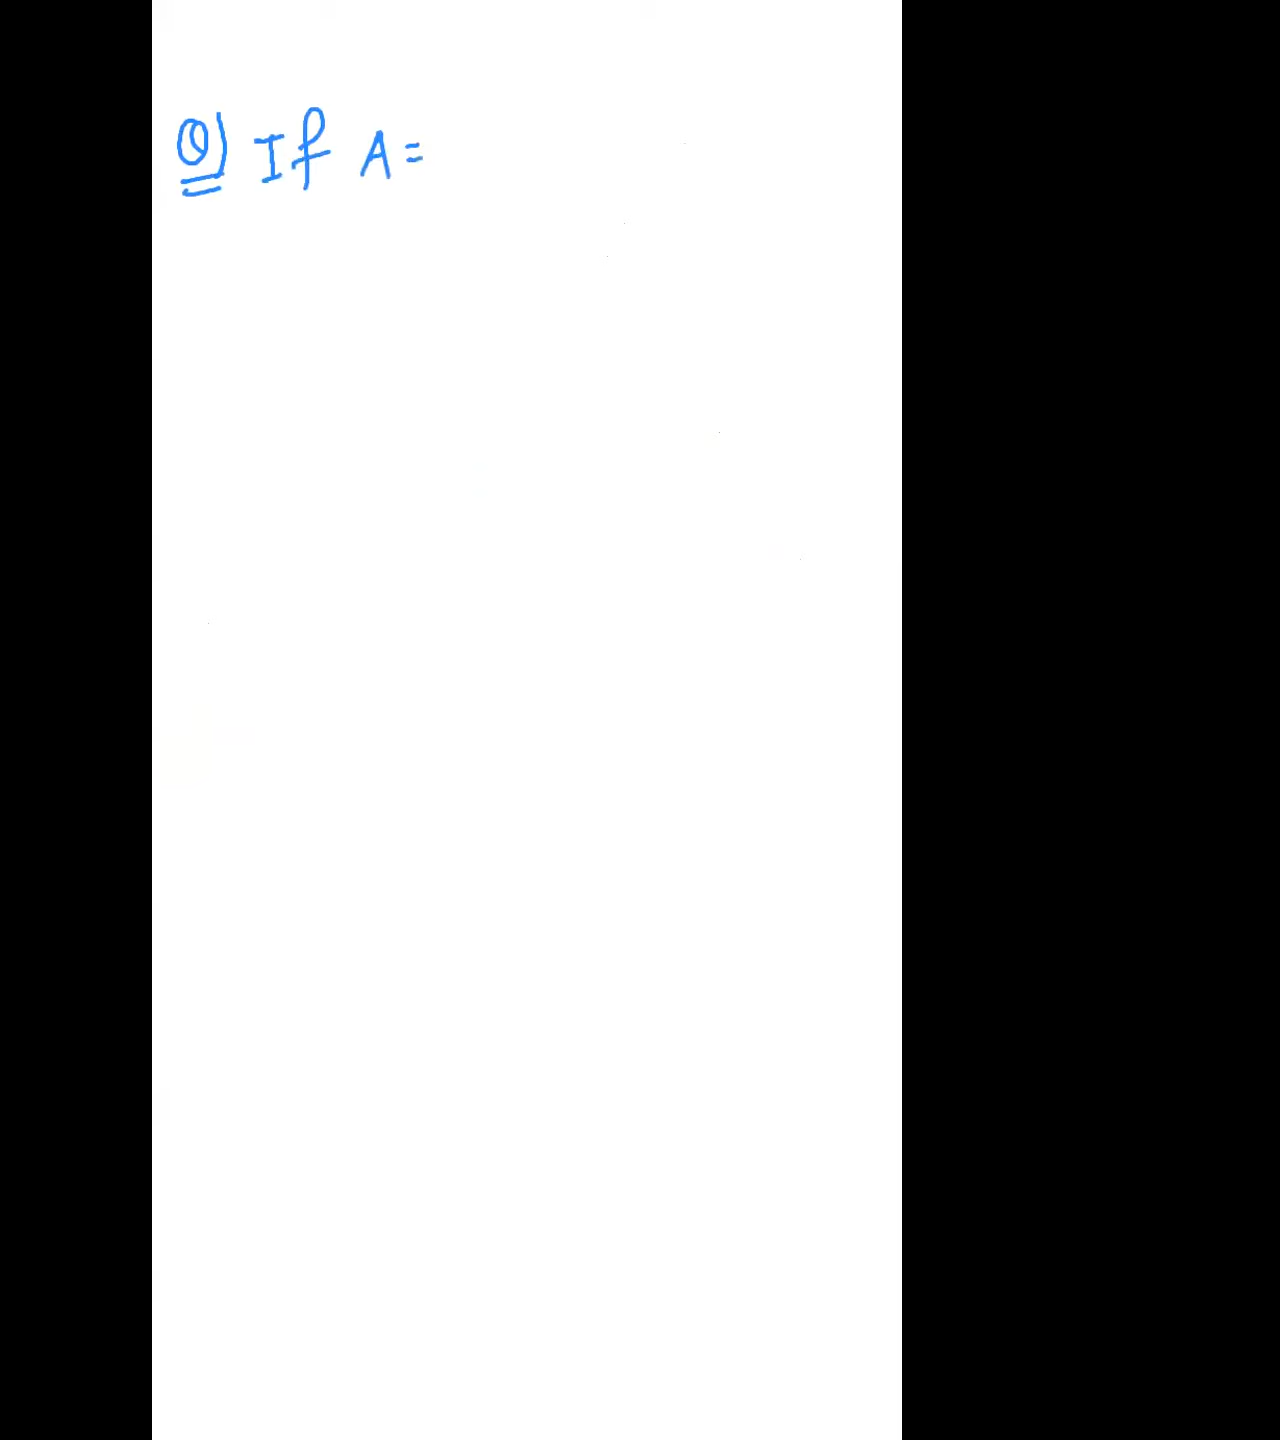 Q) If A =